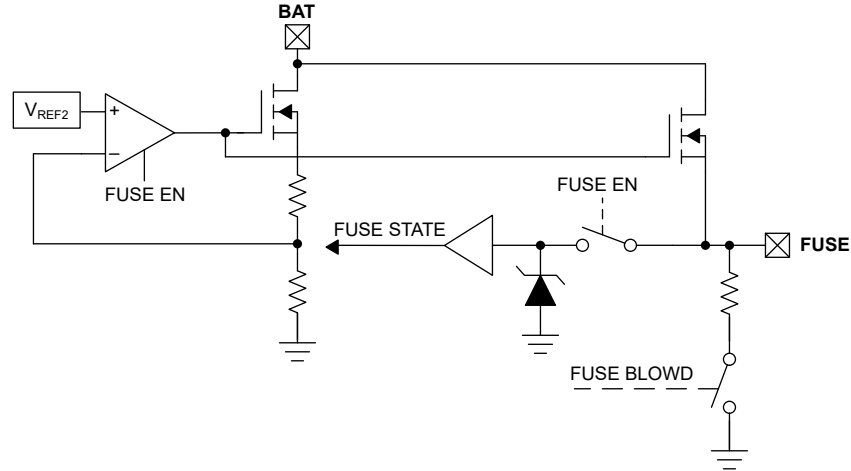 BAT
V_REF2
+
−
FUSE EN
FUSE EN
FUSE STATE
FUSE
FUSE BLOWD